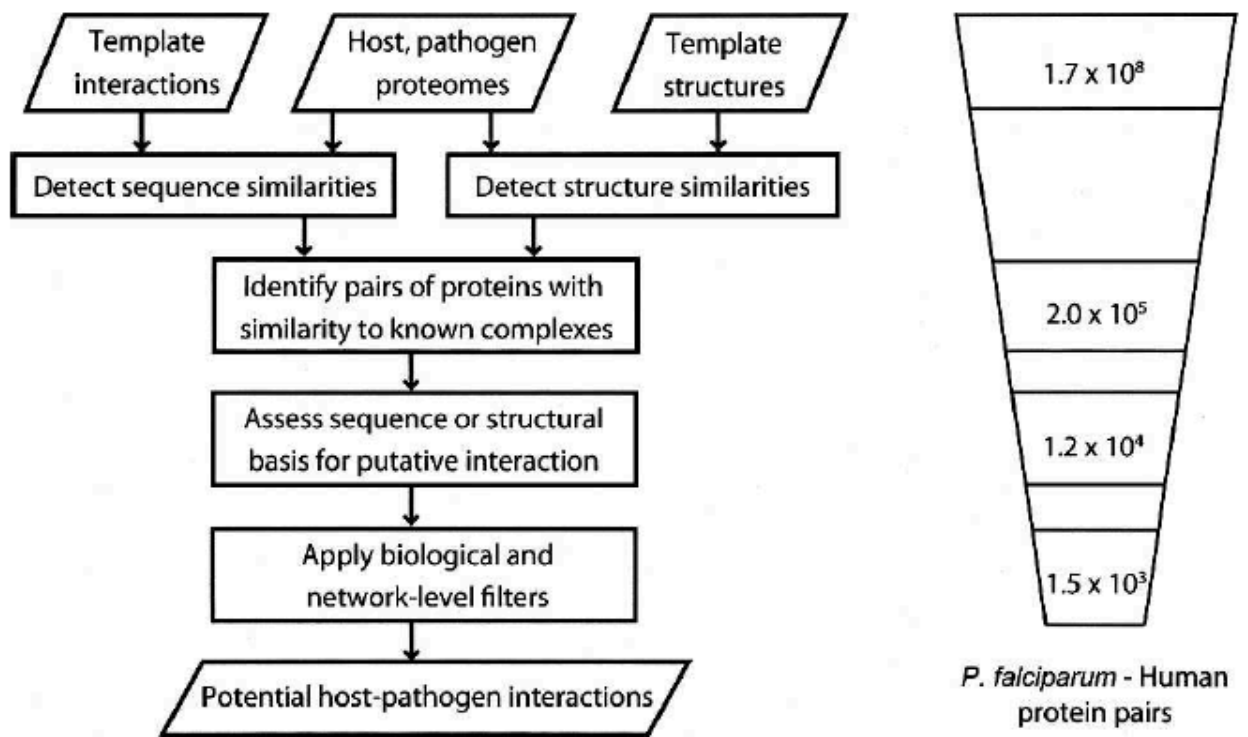 Template
interactions
Host, pathogen
proteomes
Template
structures
Detect sequence similarities
Detect structure similarities
Identify pairs of proteins with
similarity to known complexes
Assess sequence or structural
basis for putative interaction
Apply biological and
network-level filters
Potential host-pathogen interactions
1.7 x 10⁸
2.0 x 10⁵
1.2 x 10⁴
1.5 x 10³
P. falciparum - Human
protein pairs